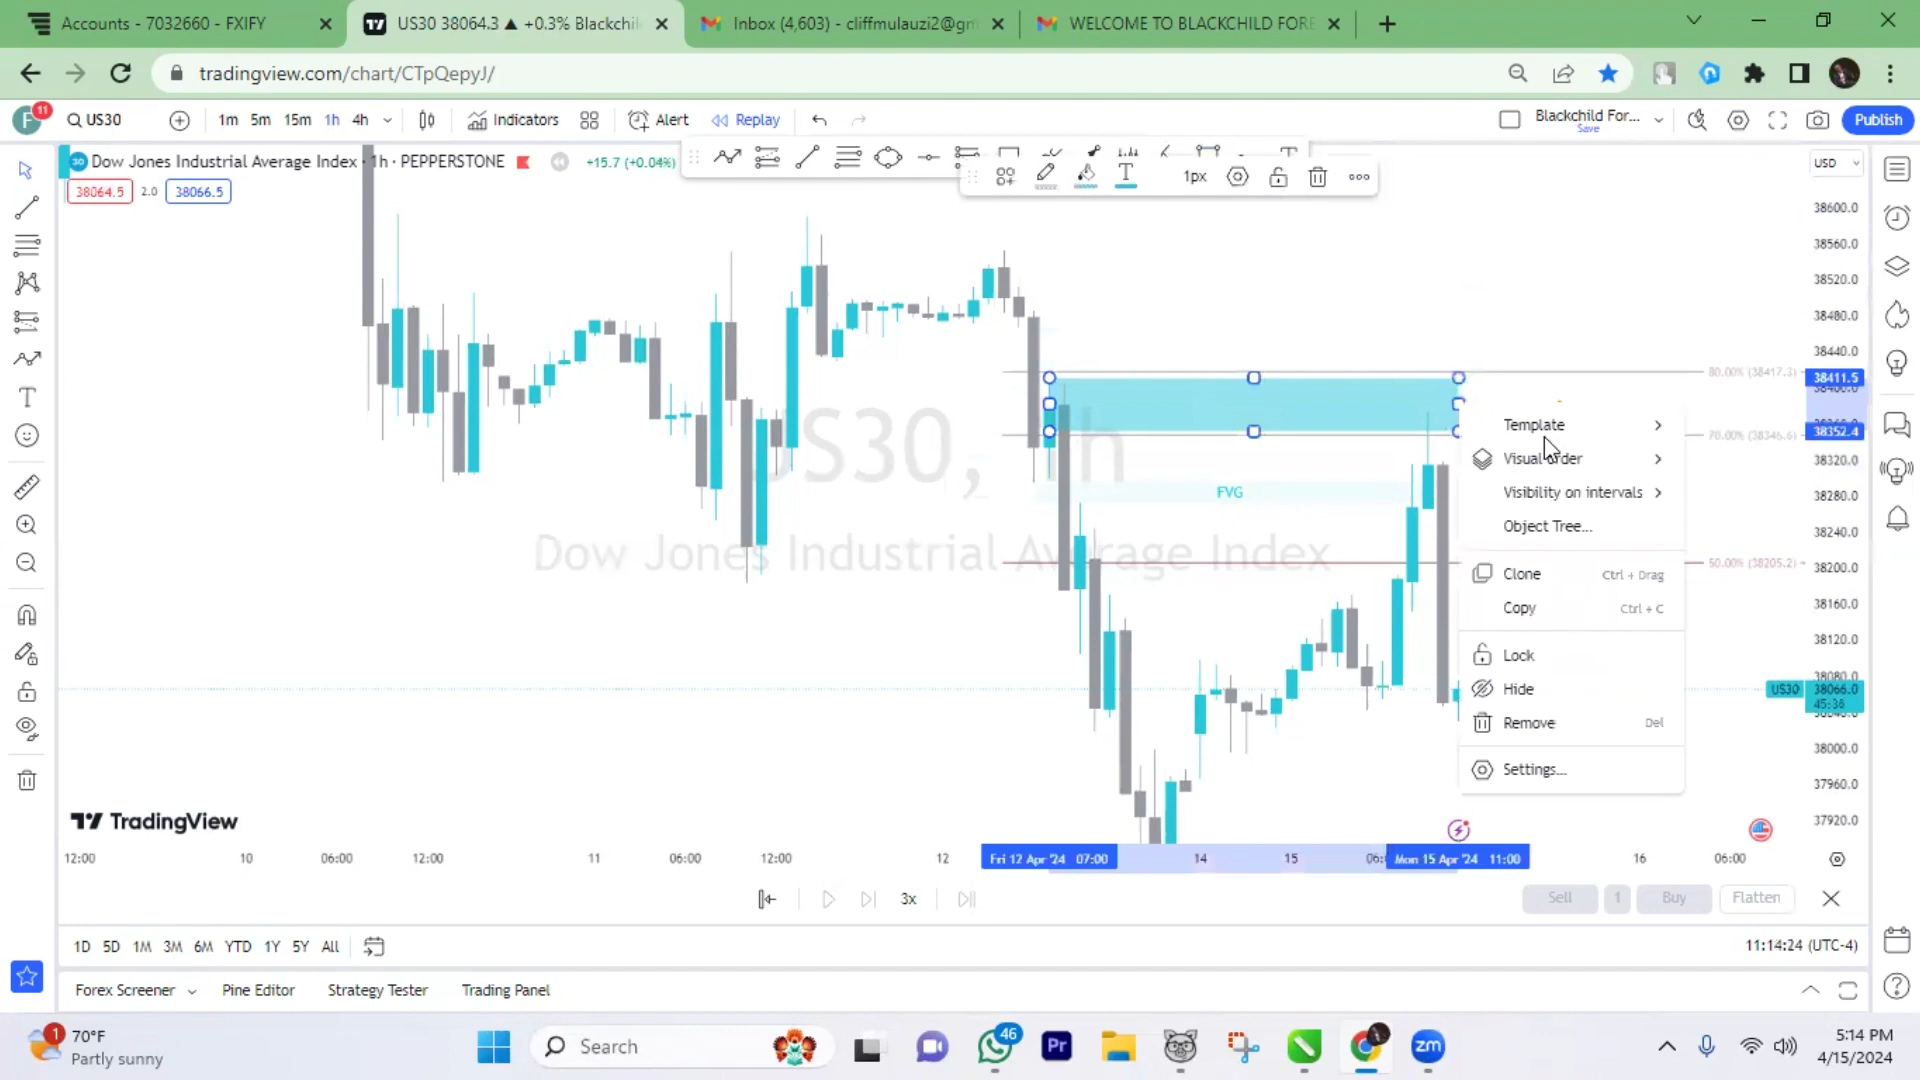 Accounts - 7032660 - FXIFY
US30 38064.3 ▲ +0.3% Blackchil
Inbox (4,603) - cliffmulauzi2@gm
WELCOME TO BLACKCHILD FORE
tradingview.com/chart/CTpQepyJ/
F 11
US30
1m 5m 15m 1h 4h
Indicators
Alert
Replay
Blackchild For...
Save
Publish
30 Dow Jones Industrial Average Index · 1h · PEPPERSTONE
+15.7 (+0.04%)
38064.5 2.0 38066.5
T 1px
USD
38600.0
38560.0
38520.0
38480.0
38440.0
80.00% (38417.3)
38411.5
70.00% (38346.6)
38352.4
38320.0
38280.0
38240.0
50.00% (38205.2)
38200.0
38160.0
38120.0
38080.0
US30 38066.0
45:36
38000.0
37960.0
37920.0
US30, 1h
Dow Jones Industrial Average Index
FVG
Template
Visual order
Visibility on intervals
Object Tree...
Clone Ctrl + Drag
Copy Ctrl + C
Lock
Hide
Remove Del
Settings...
TradingView
12:00 10 06:00 12:00 11 06:00 12:00 12 Fri 12 Apr '24 07:00 14 15 Mon 15 Apr '24 11:00 16 06:00
3x
Sell 1 Buy Flatten
1D 5D 1M 3M 6M YTD 1Y 5Y All
11:14:24 (UTC-4)
Forex Screener Pine Editor Strategy Tester Trading Panel
1 70°F
Partly sunny
Search
46
Pr
zm
5:14 PM
4/15/2024